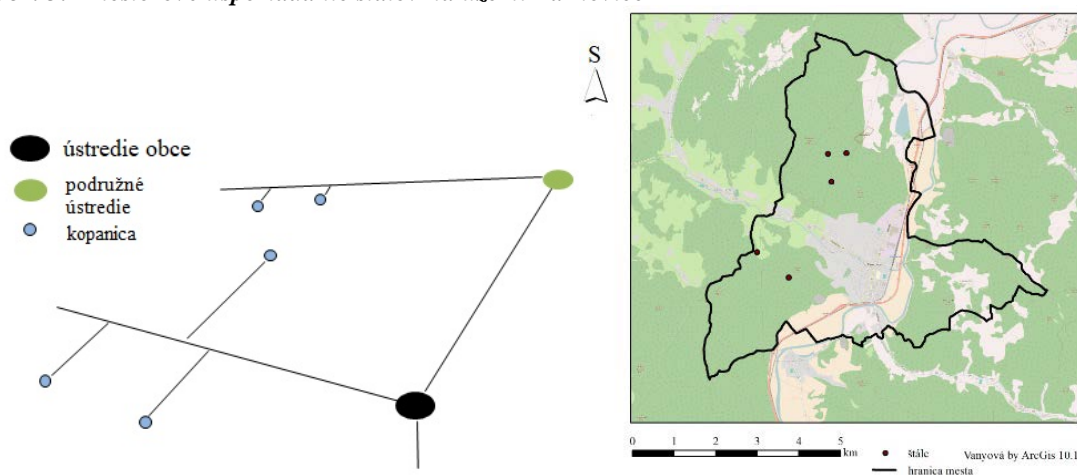 S
ústredie obce
podružné
ústredie
kopanica
0 1 2 3 4 5
km
štále
Vanyová by ArcGis 10.1
hranica mesta